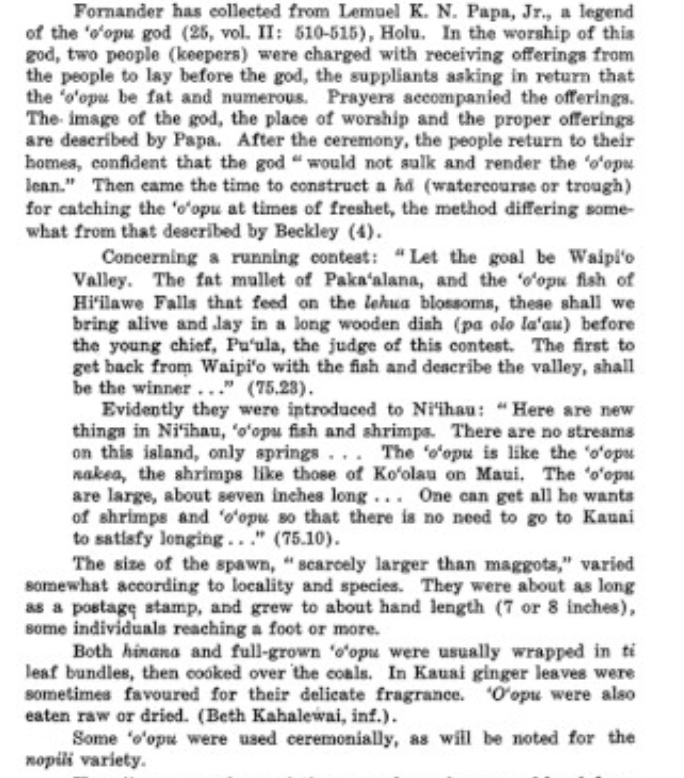 Fornander has collected from Lemuel K. N. Papa, Jr., a legend
of the ‘o‘opu god (25, vol. II: 510-515), Holu. In the worship of this
god, two people (keepers) were charged with receiving offerings from
the people to lay before the god, the suppliants asking in return that
the ‘o‘opu be fat and numerous. Prayers accompanied the offerings.
The image of the god, the place of worship and the proper offerings
are described by Papa. After the ceremony, the people return to their
homes, confident that the god “ would not sulk and render the ‘o‘opu
lean.” Then came the time to construct a hā (watercourse or trough)
for catching the ‘o‘opu at times of freshet, the method differing some-
what from that described by Beckley (4).
Concerning a running contest: “ Let the goal be Waipi‘o
Valley. The fat mullet of Paka‘alana, and the ‘o‘opu fish of
Hi‘ilawe Falls that feed on the lehua blossoms, these shall we
bring alive and lay in a long wooden dish (pa olo la‘au) before
the young chief, Pu‘ula, the judge of this contest. The first to
get back from Waipi‘o with the fish and describe the valley, shall
be the winner ...” (75.23).
Evidently they were introduced to Ni‘ihau: “ Here are new
things in Ni‘ihau, ‘o‘opu fish and shrimps. There are no streams
on this island, only springs ... The ‘o‘opu is like the ‘o‘opu
nakea, the shrimps like those of Ko‘olau on Maui. The ‘o‘opu
are large, about seven inches long ... One can get all he wants
of shrimps and ‘o‘opu so that there is no need to go to Kauai
to satisfy longing ...” (75.10).
The size of the spawn, “ scarcely larger than maggots,” varied
somewhat according to locality and species. They were about as long
as a postage stamp, and grew to about hand length (7 or 8 inches),
some individuals reaching a foot or more.
Both hinana and full-grown ‘o‘opu were usually wrapped in ti
leaf bundles, then cooked over the coals. In Kauai ginger leaves were
sometimes favoured for their delicate fragrance. ‘O‘opu were also
eaten raw or dried. (Beth Kahalewai, inf.).
Some ‘o‘opu were used ceremonially, as will be noted for the
nopili variety.